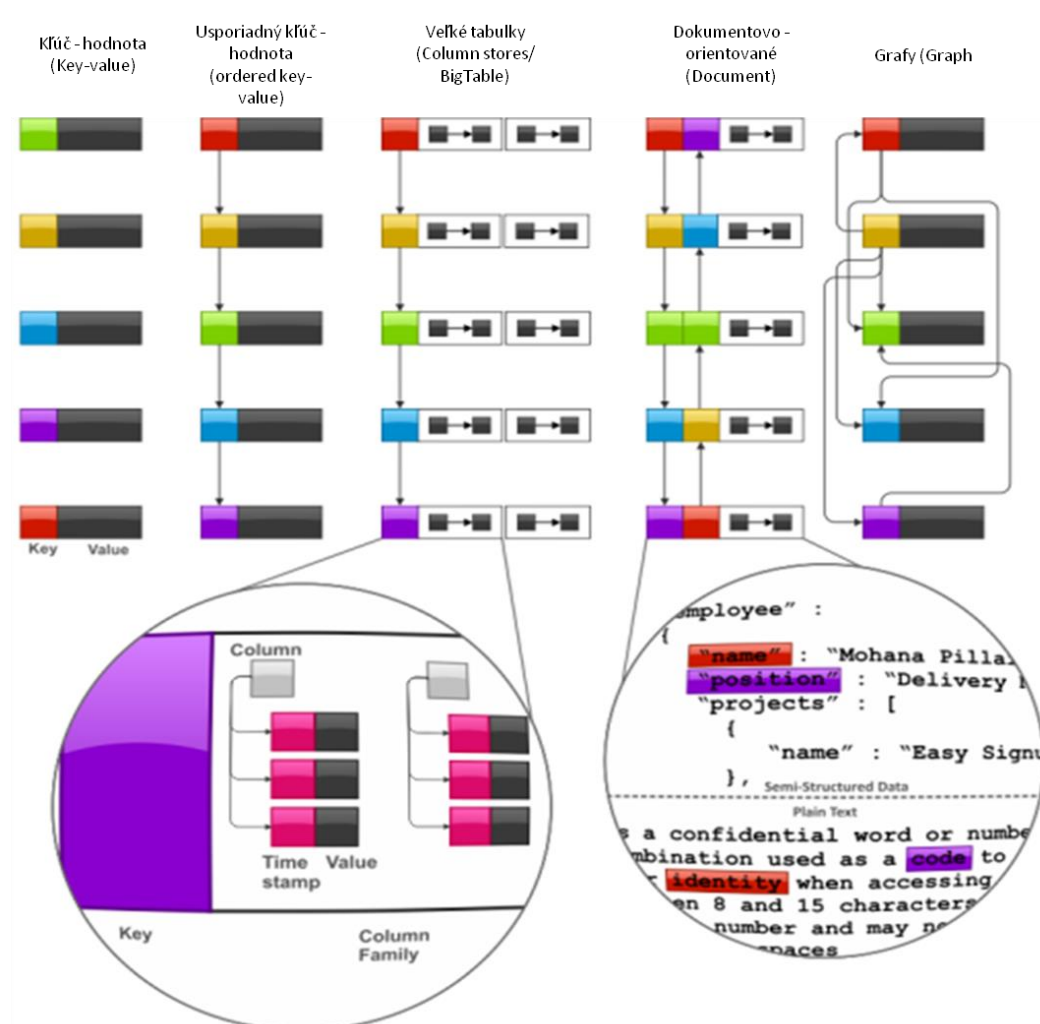 Kľúč - hodnota
(Key-value)
Usporiadný kľúč -
hodnota
(ordered key-
value)
Veľké tabulky
(Column stores/
BigTable)
Dokumentovo -
orientované
(Document)
Grafy (Graph
Key Value
Column
Time Value
stamp
Key
Column
Family
mployee” :
{
“name” : “Mohana Pilla
“position” : “Delivery
“projects” : [
{
“name” : “Easy Signu
},
Semi-Structured Data
Plain Text
s a confidential word or numbe
mbination used as a code to
identity when accessing
en 8 and 15 characters
number and may no
spaces